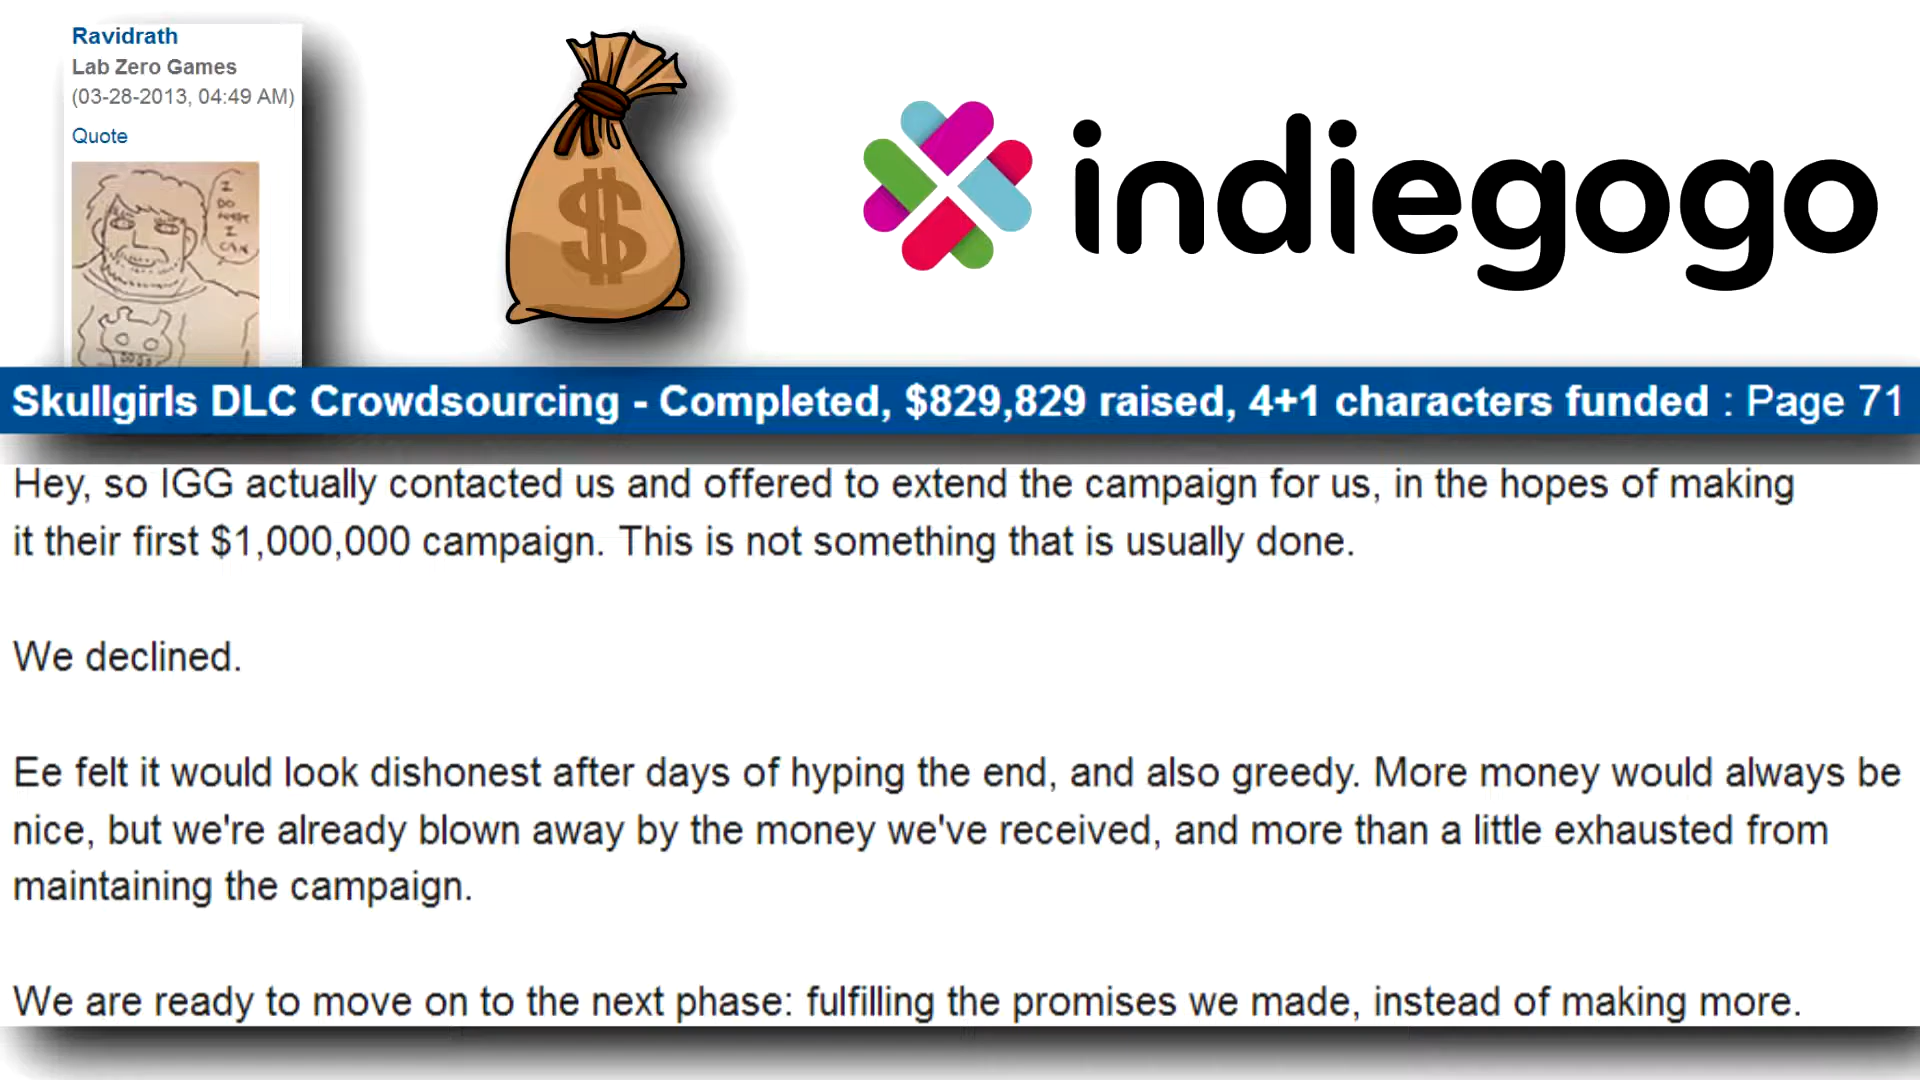 Ravidrath
Lab Zero Games
(03-28-2013, 04:49 AM)
Quote
I
DO
WHAT
I
CAN
$
indiegogo
Skullgirls DLC Crowdsourcing - Completed, $829,829 raised, 4+1 characters funded : Page 71
Hey, so IGG actually contacted us and offered to extend the campaign for us, in the hopes of making
it their first $1,000,000 campaign. This is not something that is usually done.
We declined.
Ee felt it would look dishonest after days of hyping the end, and also greedy. More money would always be
nice, but we're already blown away by the money we've received, and more than a little exhausted from
maintaining the campaign.
We are ready to move on to the next phase: fulfilling the promises we made, instead of making more.